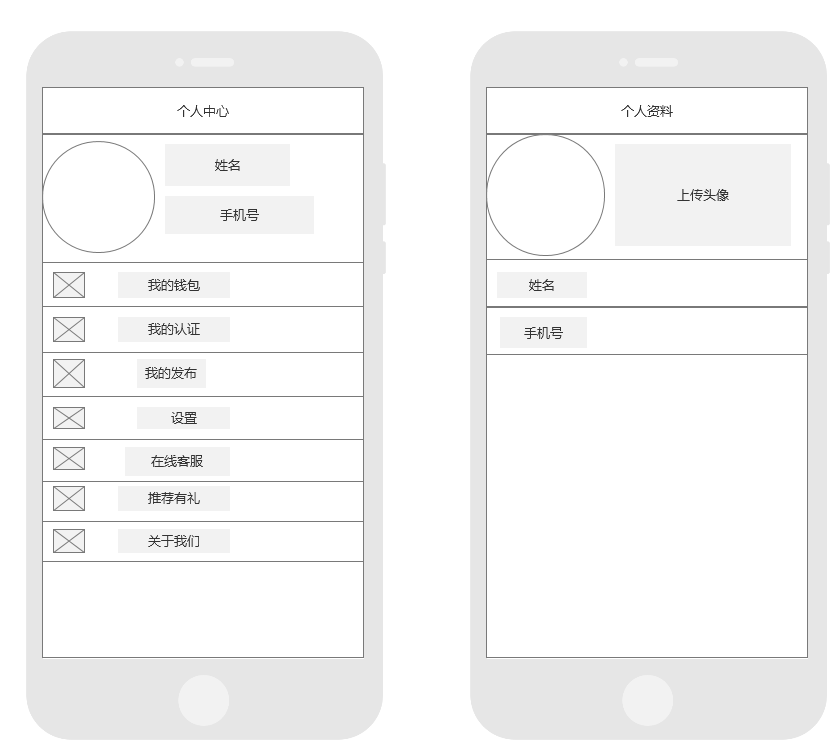 个人中心
姓名
手机号
我的钱包
我的认证
我的发布
设置
在线客服
推荐有礼
关于我们
个人资料
上传头像
姓名
手机号